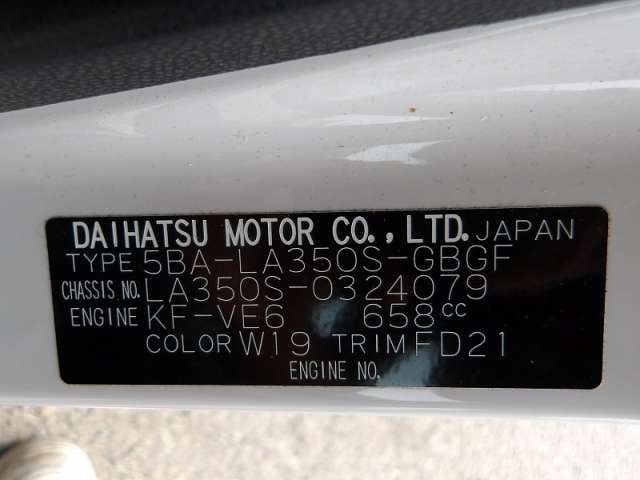 DAIHATSU MOTOR CO., LTD. JAPAN
TYPE 5BA-LA350S-GBGF
CHASSIS NO. LA350S-0324079
ENGINE KF-VE6 658cc
COLOR W19 TRIM FD21
ENGINE NO.